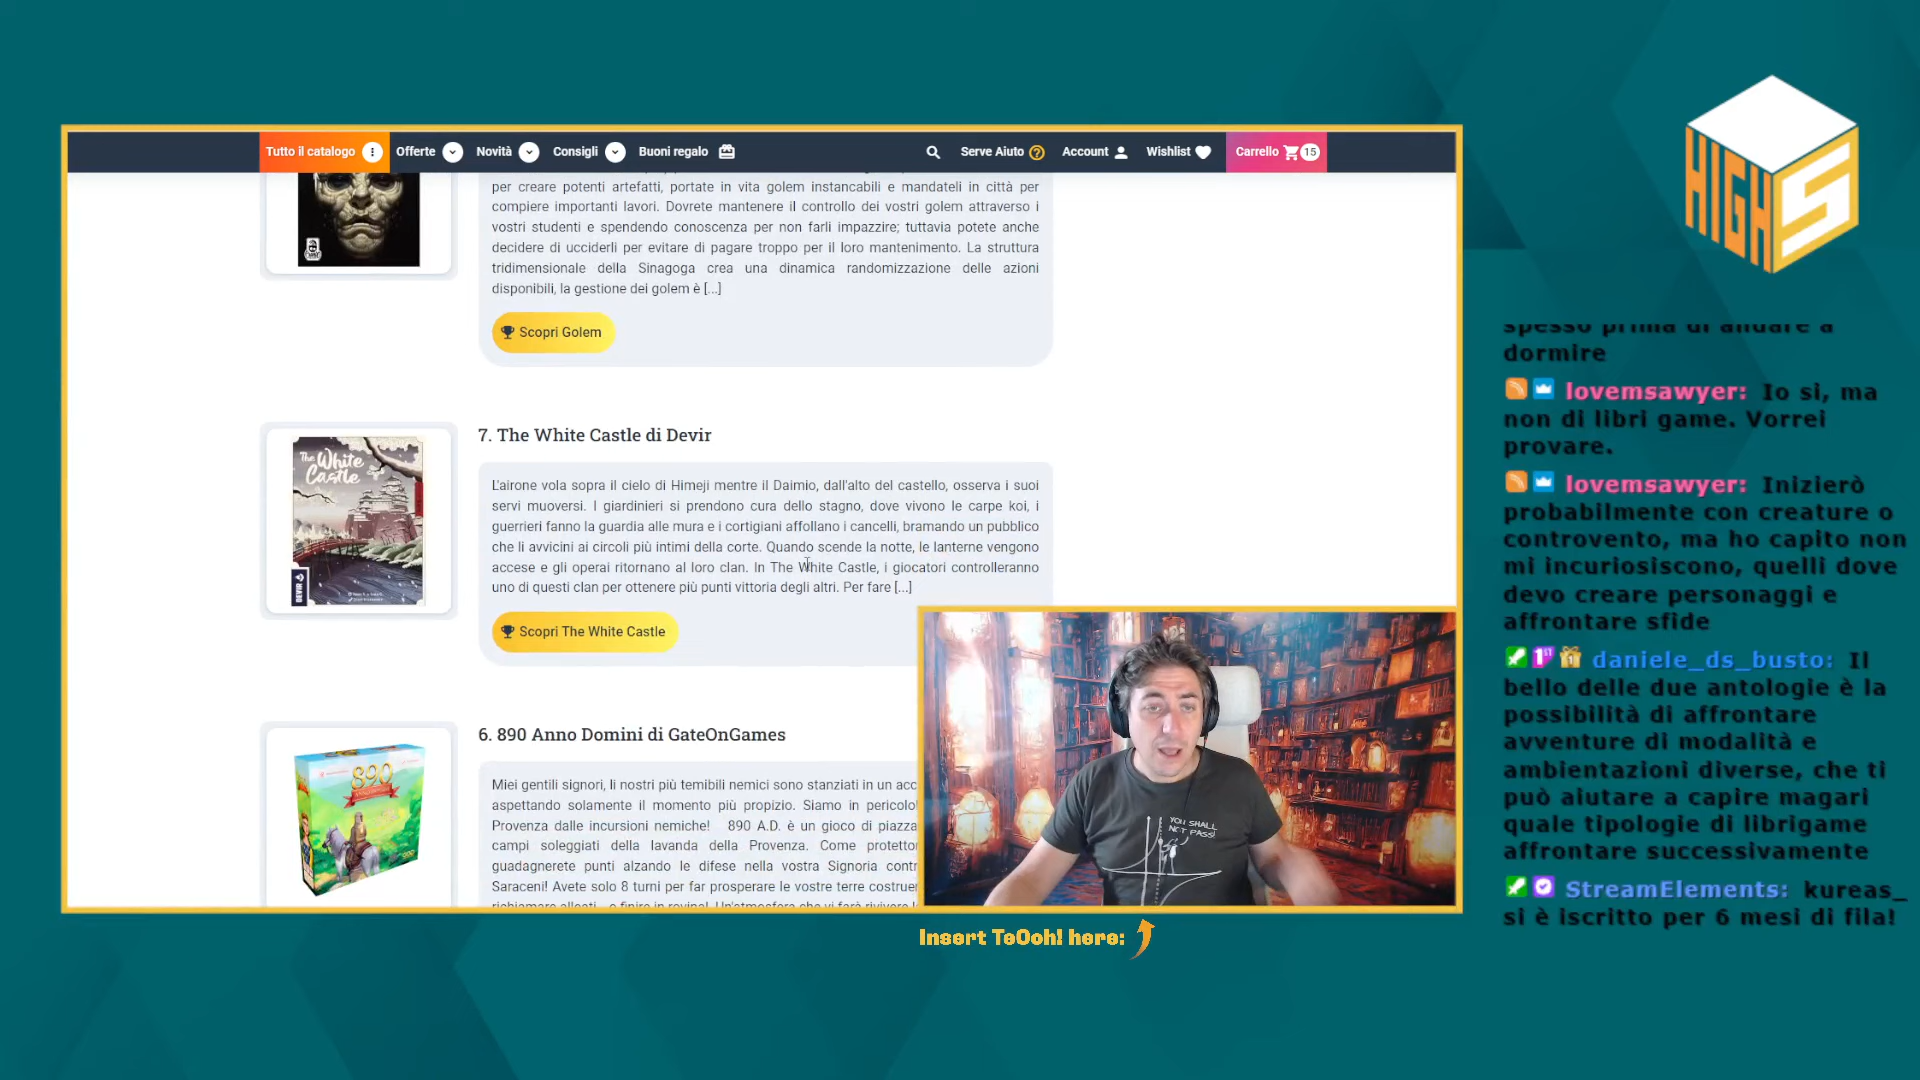 Tutto il catalogo
Offerte
Novità
Consigli
Buoni regalo
Serve Aiuto
Account
Wishlist
Carrello
15
per creare potenti artefatti, portate in vita golem instancabili e mandateli in città per
compiere importanti lavori. Dovrete mantenere il controllo dei vostri golem attraverso i
vostri studenti e spendendo conoscenza per non farli impazzire; tuttavia potete anche
decidere di ucciderli per evitare di pagare troppo per il loro mantenimento. La struttura
tridimensionale della Sinagoga crea una dinamica randomizzazione delle azioni
disponibili, la gestione dei golem è [...]
Scopri Golem
7. The White Castle di Devir
The White
Castle
DEVIR
L'airone vola sopra il cielo di Himeji mentre il Daimio, dall'alto del castello, osserva i suoi
servi muoversi. I giardinieri si prendono cura dello stagno, dove vivono le carpe koi, i
guerrieri fanno la guardia alle mura e i cortigiani affollano i cancelli, bramando un pubblico
che li avvicini ai circoli più intimi della corte. Quando scende la notte, le lanterne vengono
accese e gli operai ritornano al loro clan. In The White Castle, i giocatori controlleranno
uno di questi clan per ottenere più punti vittoria degli altri. Per fare [...]
Scopri The White Castle
6. 890 Anno Domini di GateOnGames
890
Miei gentili signori, li nostri più temibili nemici sono stanziati in un acc
aspettando solamente il momento più propizio. Siamo in pericolo!
Provenza dalle incursioni nemiche! 890 A.D. è un gioco di piazza
campi soleggiati della lavanda della Provenza. Come protettor
guadagnerete punti alzando le difese nella vostra Signoria contr
Saraceni! Avete solo 8 turni per far prosperare le vostre terre costruer
YOU SHALL
NOT PASS!
Insert TeOoh! here:
HIGH
S
spesso prima di andare a
dormire
lovemsawyer: Io si, ma
non di libri game. Vorrei
provare.
lovemsawyer: Inizierò
probabilmente con creature o
controvento, ma ho capito non
mi incuriosiscono, quelli dove
devo creare personaggi e
affrontare sfide
1ST
1
daniele_ds_busto: Il
bello delle due antologie è la
possibilità di affrontare
avventure di modalità e
ambientazioni diverse, che ti
può aiutare a capire magari
quale tipologie di librigame
affrontare successivamente
StreamElements: kureas_
si è iscritto per 6 mesi di fila!